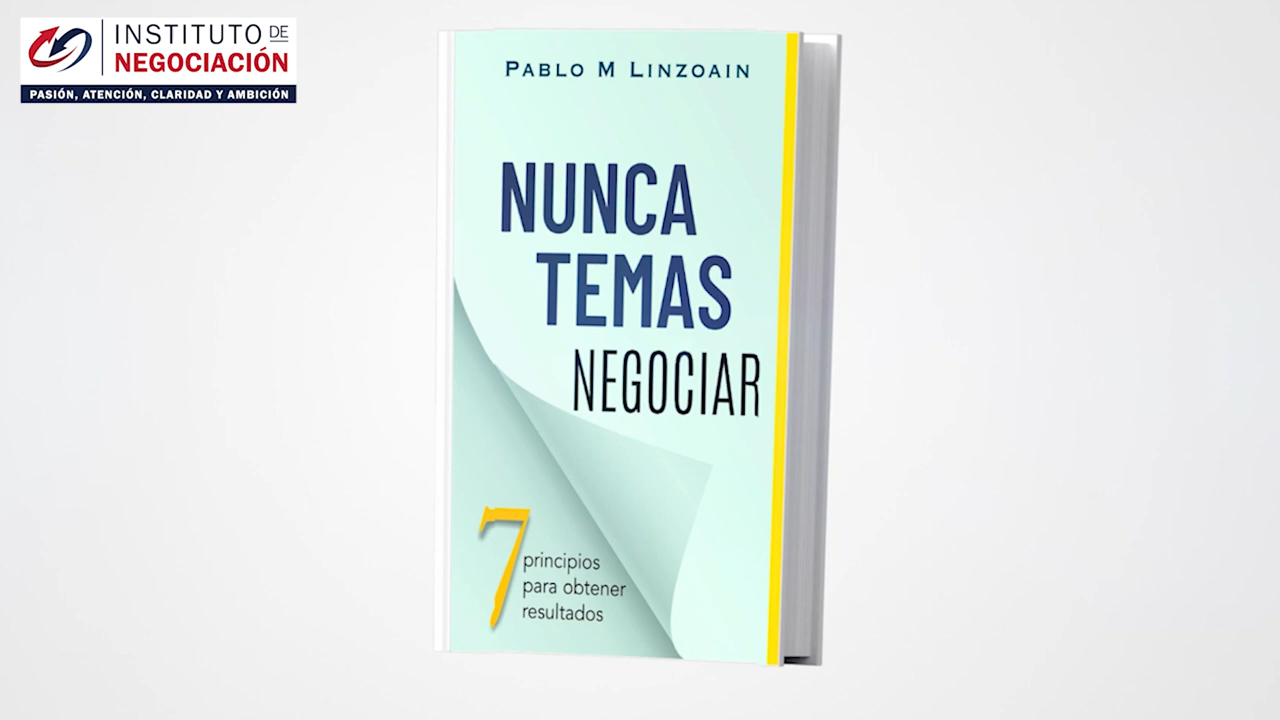 INSTITUTO DE
NEGOCIACIÓN
PASIÓN, ATENCIÓN, CLARIDAD Y AMBICIÓN
PABLO M LINZOAIN
NUNCA
TEMAS
NEGOCIAR
7 principios
para obtener
resultados